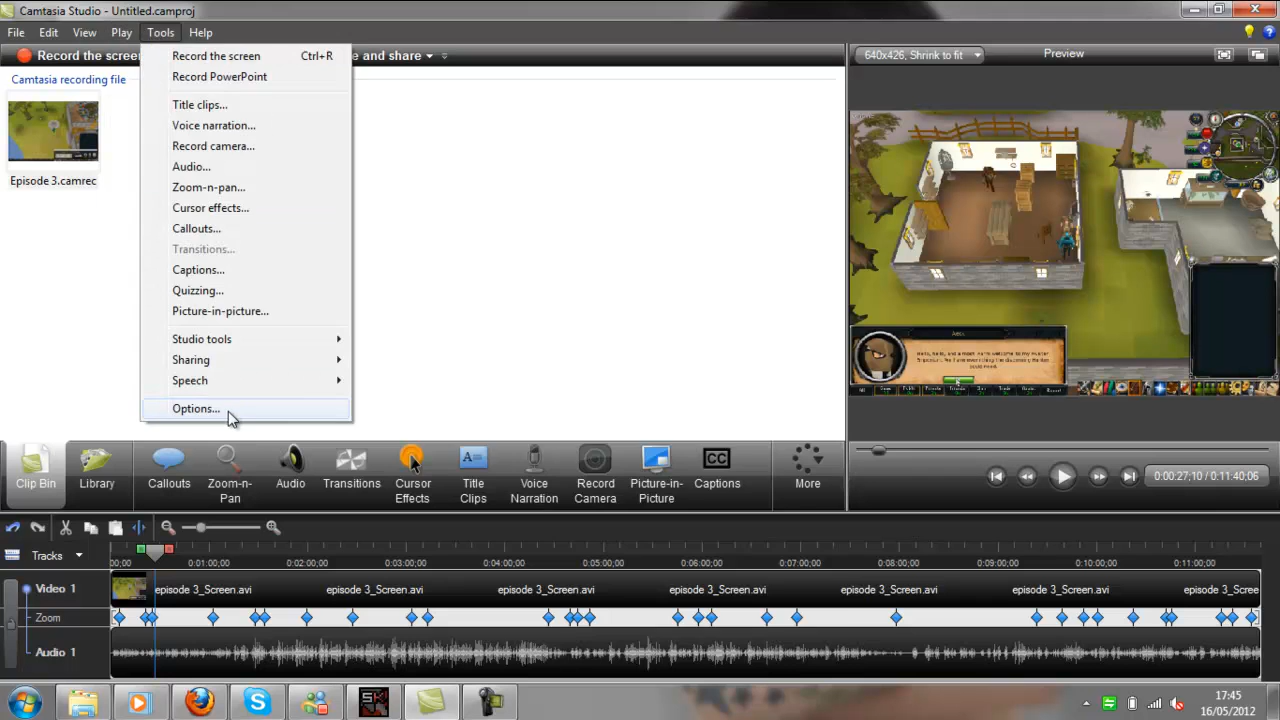 Camtasia Studio - Untitled.camproj
File Edit View Play Tools Help
Record the scree
e and share
640x426, Shrink to fit
Preview
Camtasia recording file
Episode 3.camrec
Record the screen Ctrl+R
Record PowerPoint
Title clips...
Voice narration...
Record camera...
Audio...
Zoom-n-pan...
Cursor effects...
Callouts...
Transitions...
Captions...
Quizzing...
Picture-in-picture...
Studio tools
Sharing
Speech
Options...
Clip Bin
Library
Callouts
Zoom-n-
Pan
Audio
Transitions
Cursor
Effects
Title
Clips
Voice
Narration
Record
Camera
Picture-in-
Picture
CC
Captions
More
0:00:27;10 / 0:11:40;06
Tracks
00;00 0:01:00;00 0:02:00;00 0:03:00;00 0:04:00;00 0:05:00;00 0:06:00;00 0:07:00;00 0:08:00;00 0:09:00;00 0:10:00;00 0:11:00;00
Video 1
episode 3_Screen.avi episode 3_Screen.avi episode 3_Screen.avi episode 3_Screen.avi episode 3_Screen.avi episode 3_Screen.avi episode 3_Scree
Zoom
Audio 1
17:45
16/05/2012